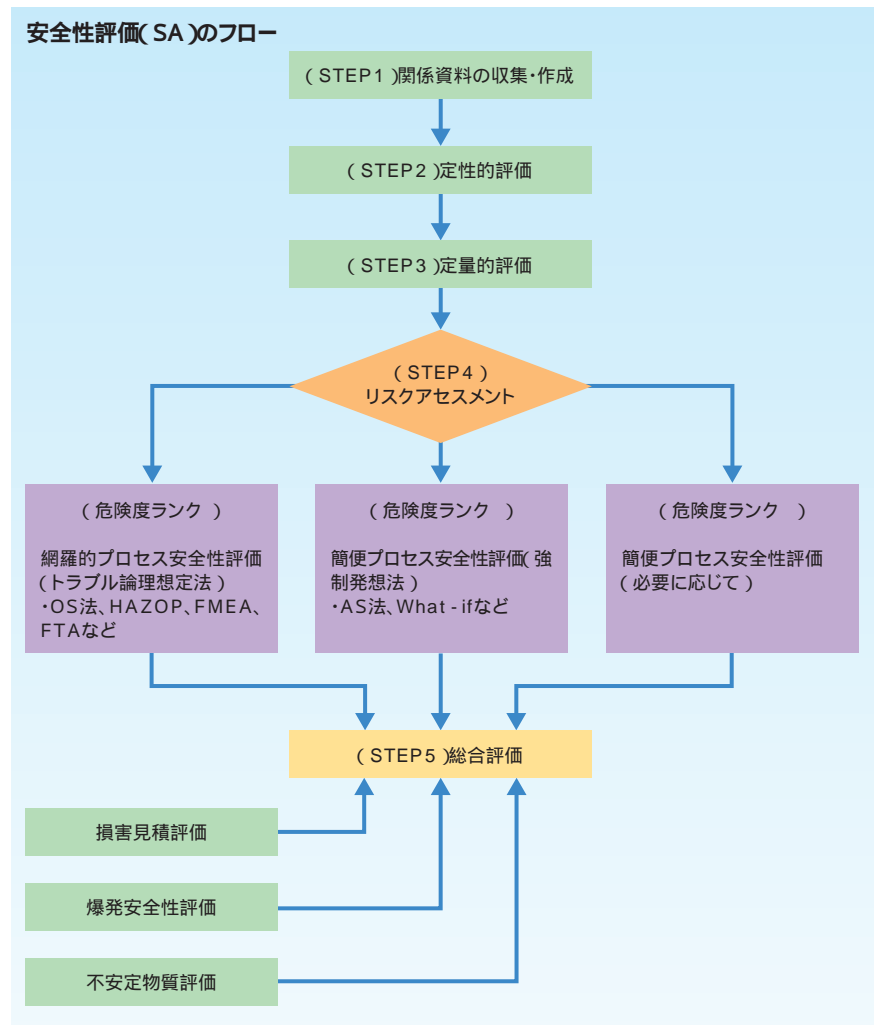 安全性評価(SA)のフロー
(STEP1)関係資料の収集・作成
(STEP2)定性的評価
(STEP3)定量的評価
(STEP4)
リスクアセスメント
(危険度ランク )
網羅的プロセス安全性評価
(トラブル論理想定法)
・OS法、HAZOP、FMEA、
FTAなど
(危険度ランク )
簡便プロセス安全性評価(強
制発想法)
・AS法、What-ifなど
(危険度ランク )
簡便プロセス安全性評価
(必要に応じて)
(STEP5)総合評価
損害見積評価
爆発安全性評価
不安定物質評価